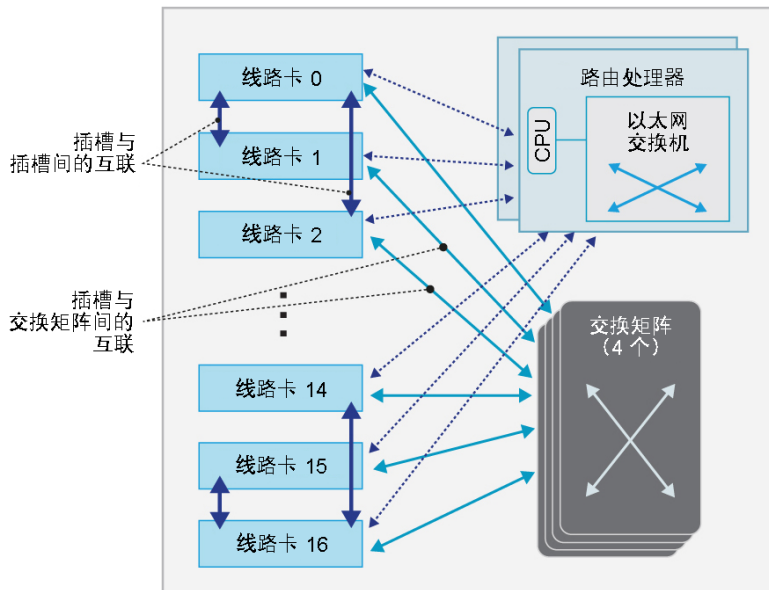 线路卡 0
线路卡 1
线路卡 2
线路卡 14
线路卡 15
线路卡 16
插槽与
插槽间的互联
插槽与
交换矩阵间的
互联
路由处理器
CPU
以太网
交换机
交换矩阵
（4 个）